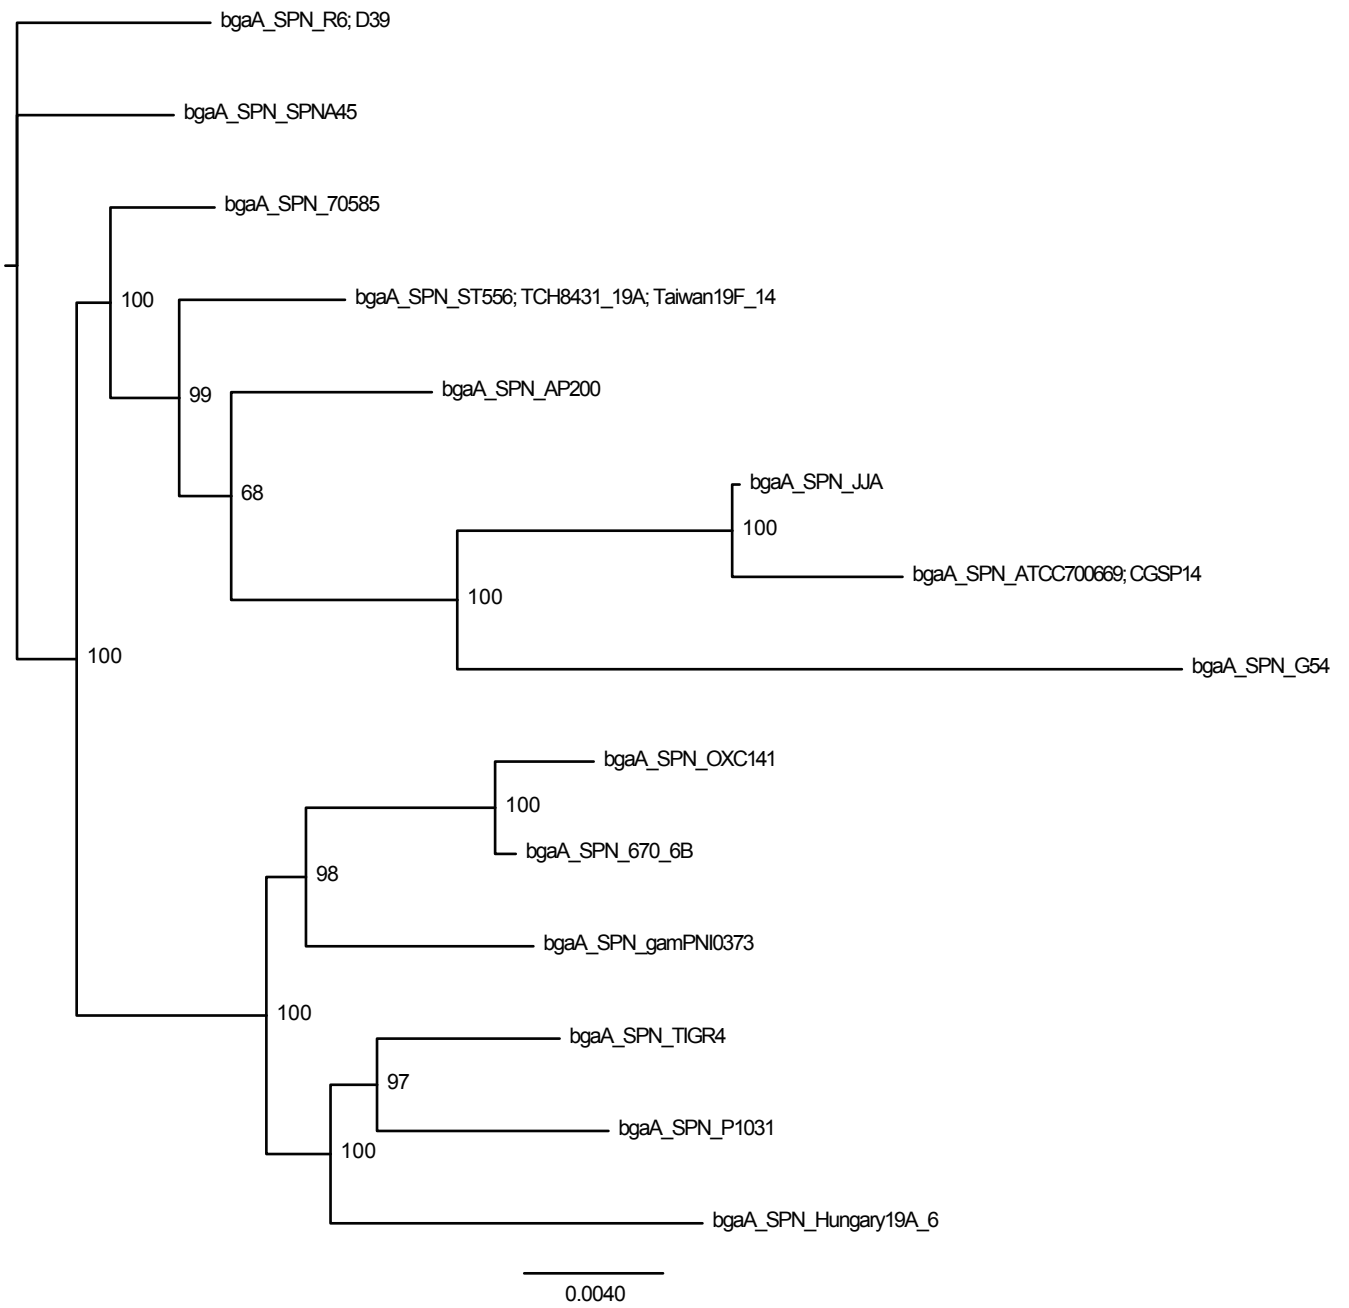 bgaA_SPN_R6; D39
bgaA_SPN_SPNA45
bgaA_SPN_70585
100
bgaA_SPN_ST556; TCH8431_19A; Taiwan19F_14
99
bgaA_SPN_AP200
68
bgaA_SPN_JJA
100
bgaA_SPN_ATCC700669; CGSP14
100
100
bgaA_SPN_G54
bgaA_SPN_OXC141
100
bgaA_SPN_670_6B
98
bgaA_SPN_gamPNI0373
100
bgaA_SPN_TIGR4
97
bgaA_SPN_P1031
100
bgaA_SPN_Hungary19A_6
0.0040